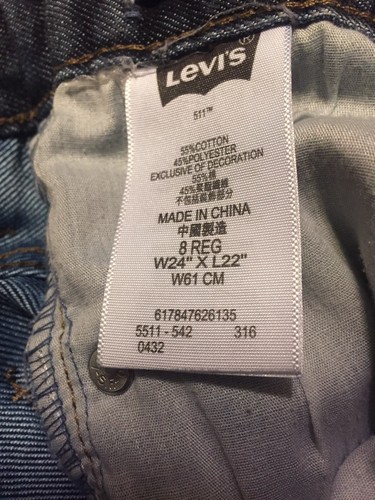 Levi's®
511™
55%COTTON
45%POLYESTER
EXCLUSIVE OF DECORATION
55%棉
45%聚酯纖維
不包括裝飾部分
MADE IN CHINA
中國製造
8 REG
W24" X L22"
W61 CM
617847626135
5511 - 542 316
0432